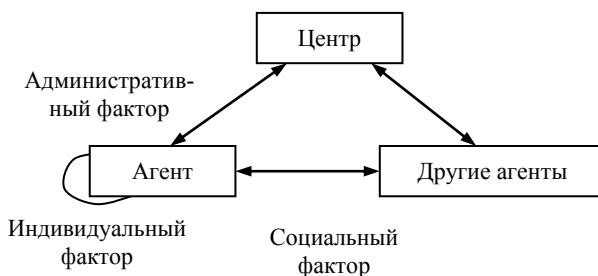 Центр
Административ-
ный фактор
Агент
Другие агенты
Индивидуальный
фактор
Социальный
фактор